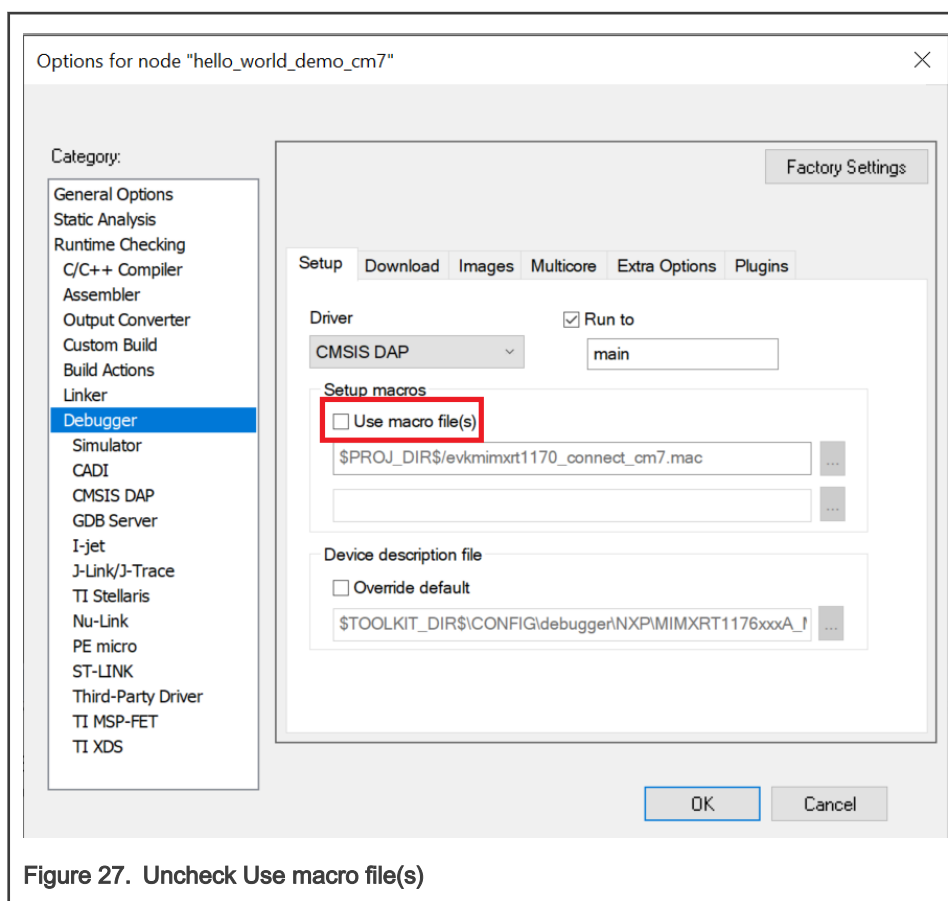 Options for node "hello_world_demo_cm7"
Category:
Factory Settings
General Options
Static Analysis
Runtime Checking
C/C++ Compiler
Assembler
Output Converter
Custom Build
Build Actions
Linker
Debugger
Simulator
CADI
CMSIS DAP
GDB Server
I-jet
J-Link/J-Trace
TI Stellaris
Nu-Link
PE micro
ST-LINK
Third-Party Driver
TI MSP-FET
TI XDS
Setup Download Images Multicore Extra Options Plugins
Driver
Run to
CMSIS DAP
main
Setup macros
Use macro file(s)
$PROJ_DIR$/evkmimxrt1170_connect_cm7.mac
...
...
Device description file
Override default
$TOOLKIT_DIR$\CONFIG\debugger\NXP\MIMXRT1176xxxA_
...
OK Cancel
Figure 27. Uncheck Use macro file(s)